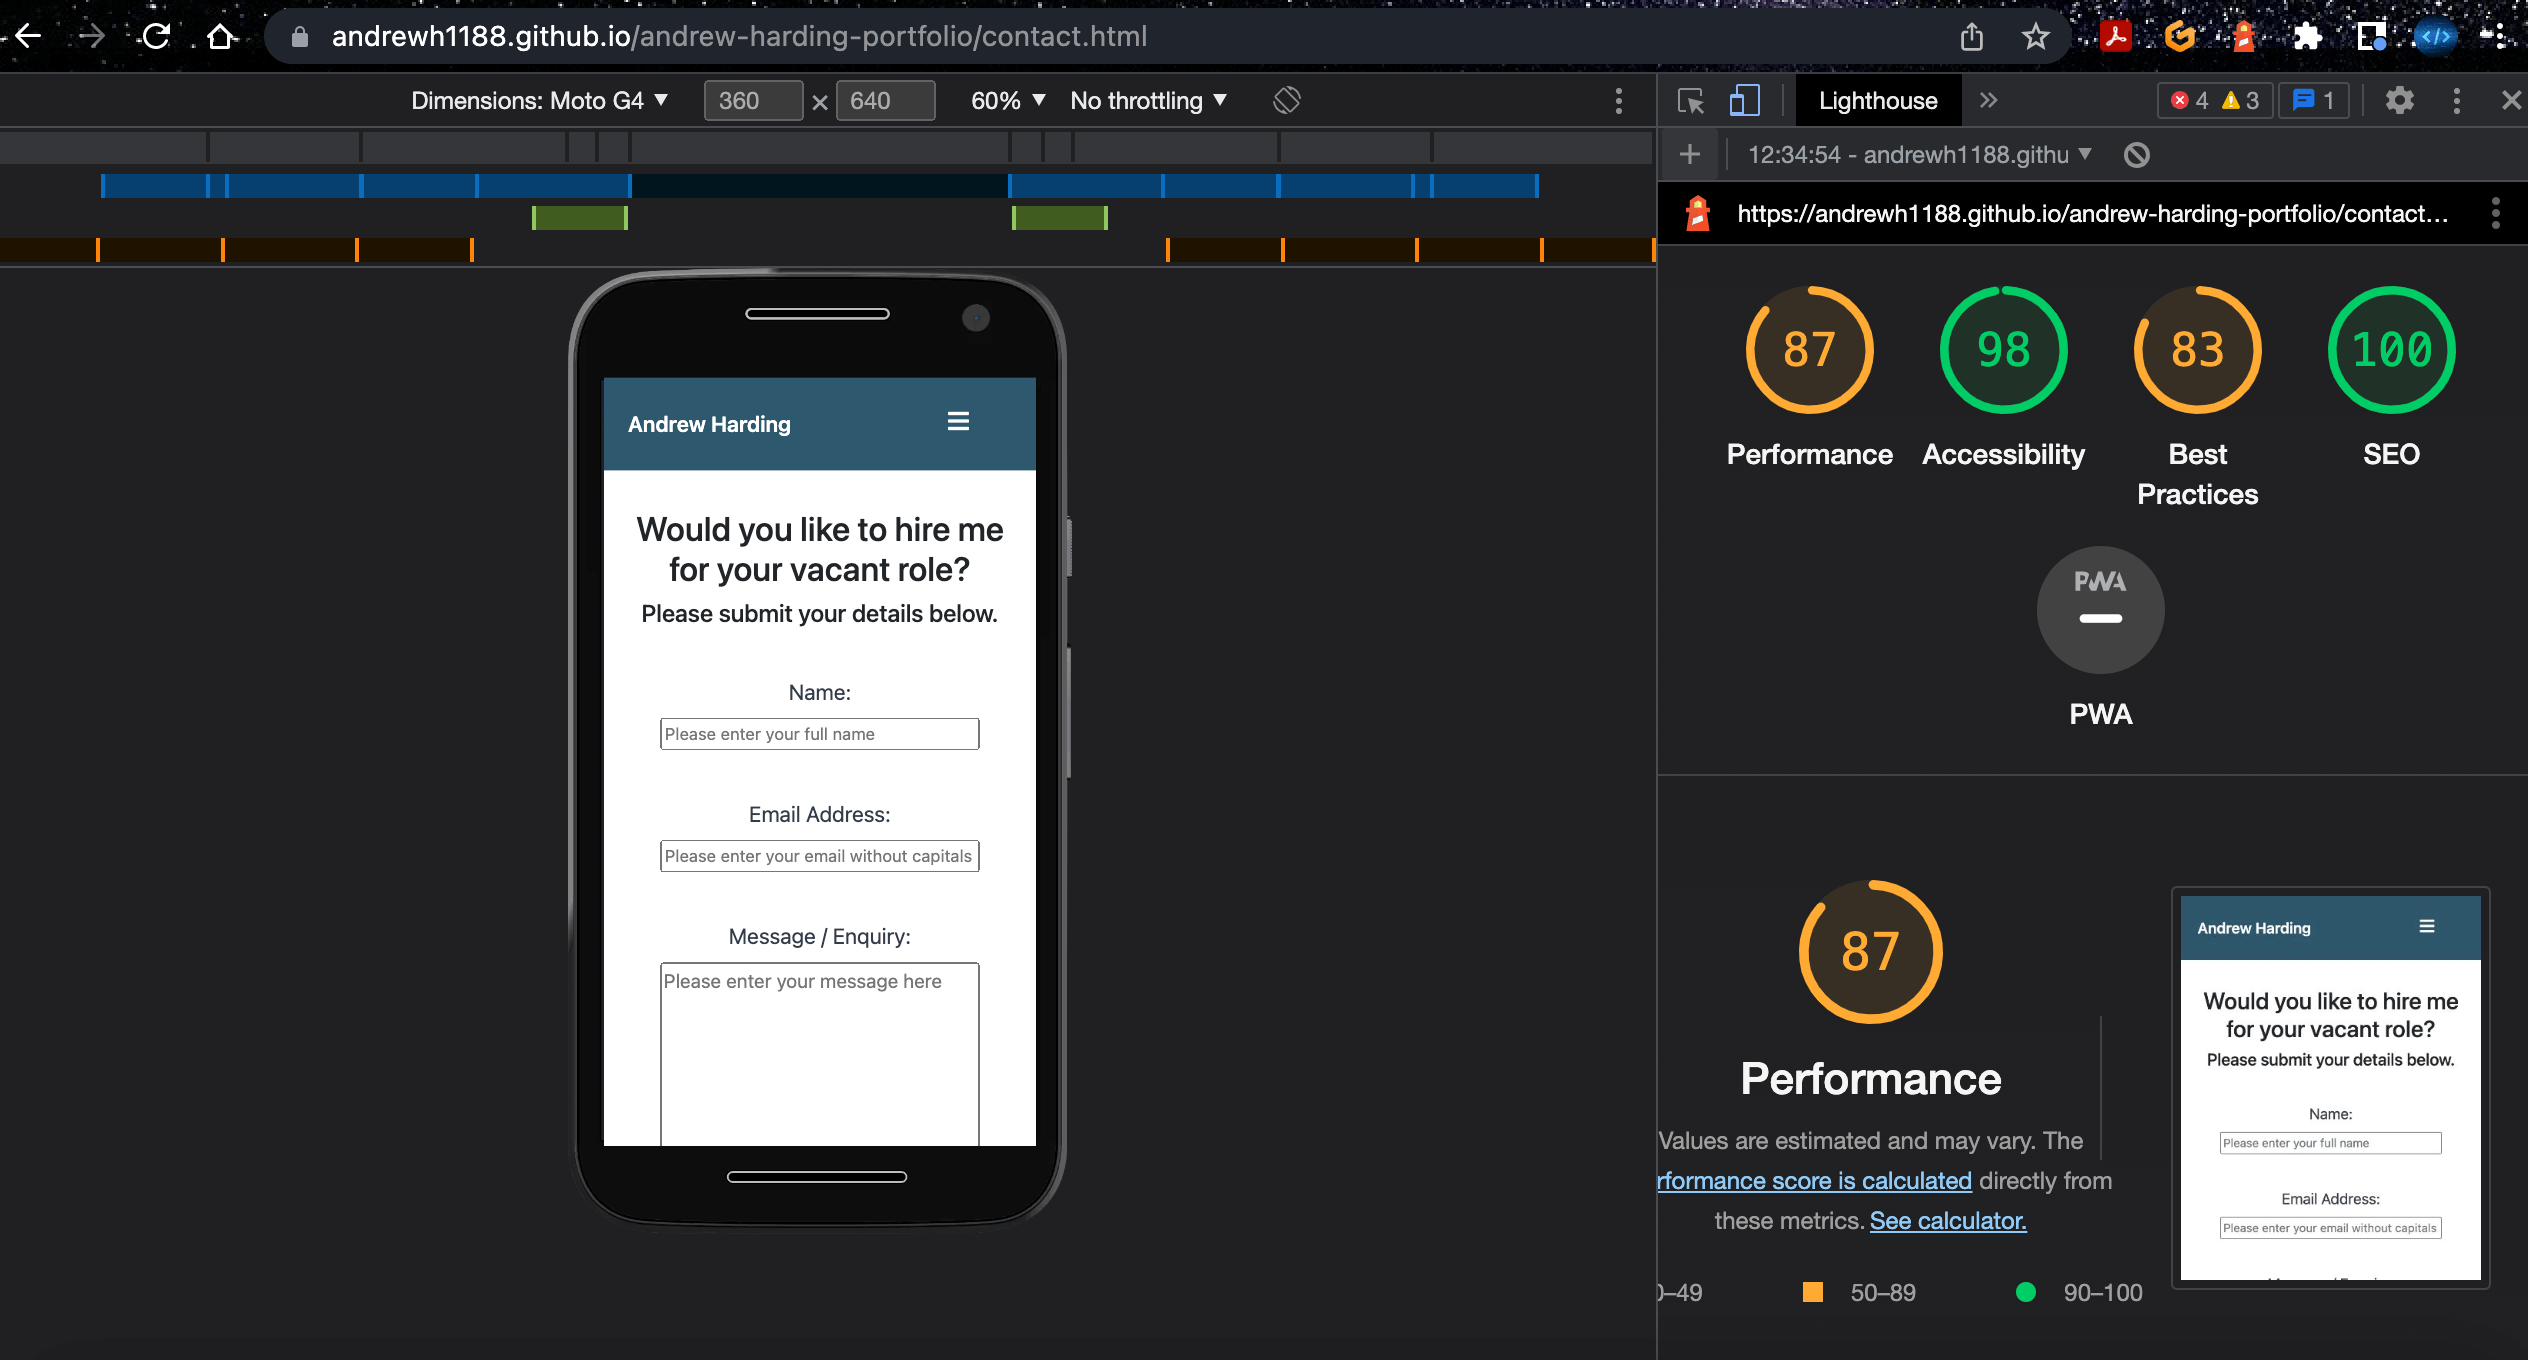 andrewh1188.github.io/andrew-harding-portfolio/contact.html
Dimensions: Moto G4 ▼ 360 × 640 60% ▼ No throttling ▼
Lighthouse » 4 3 1
12:34:54 - andrewh1188.githu ▼
https://andrewh1188.github.io/andrew-harding-portfolio/contact...
Andrew Harding
Would you like to hire me
for your vacant role?
Please submit your details below.
Name:
Please enter your full name
Email Address:
Please enter your email without capitals
Message / Enquiry:
Please enter your message here
87 98 83 100
Performance Accessibility Best Practices SEO
PWA
PWA
87
Performance
Values are estimated and may vary. The
rformance score is calculated directly from
these metrics. See calculator.
–49 50–89 90–100
Andrew Harding
Would you like to hire me
for your vacant role?
Please submit your details below.
Name:
Please enter your full name
Email Address:
Please enter your email without capitals